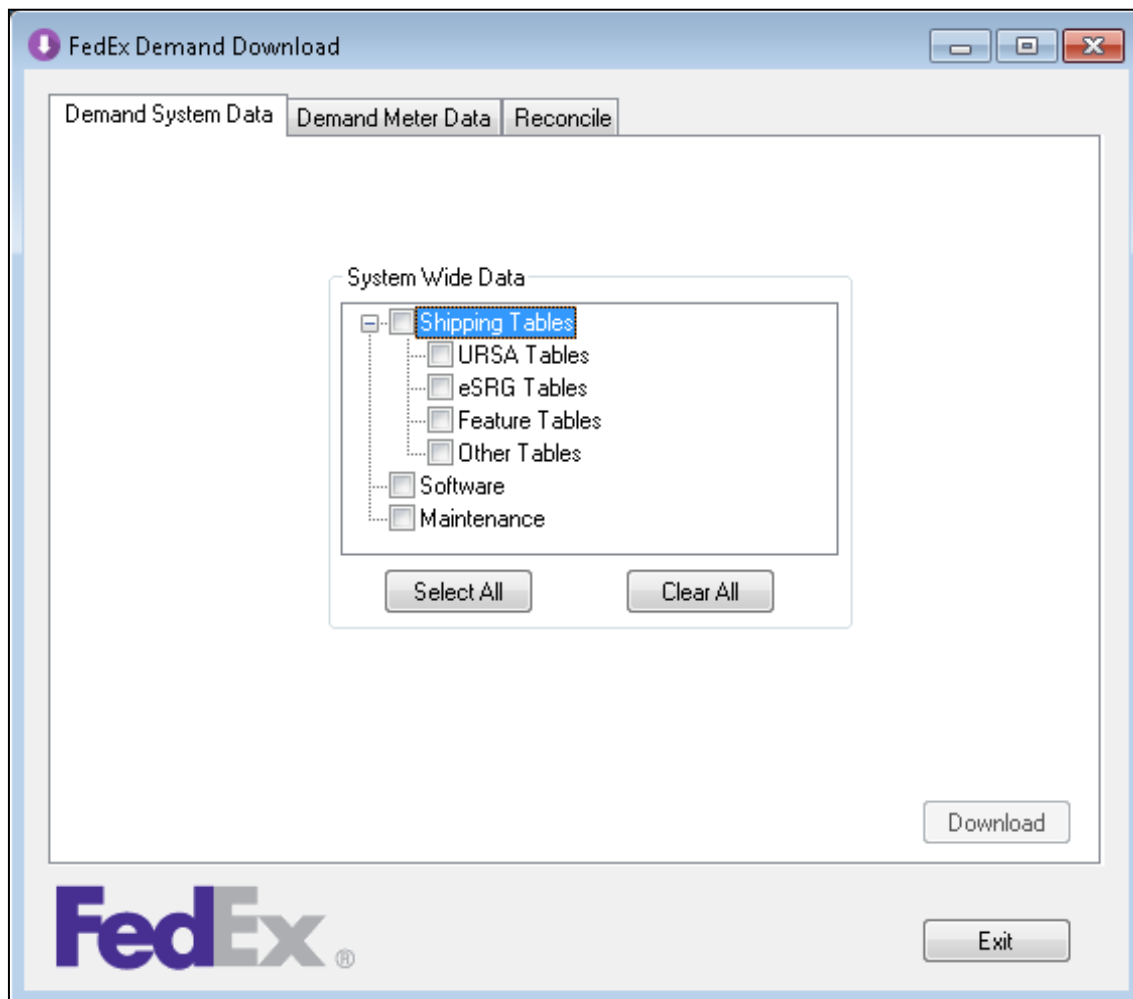 FedEx Demand Download
Demand System Data Demand Meter Data Reconcile
System Wide Data
Shipping Tables
URSA Tables
eSRG Tables
Feature Tables
Other Tables
Software
Maintenance
Select All Clear All
Download
FedEx ®
Exit